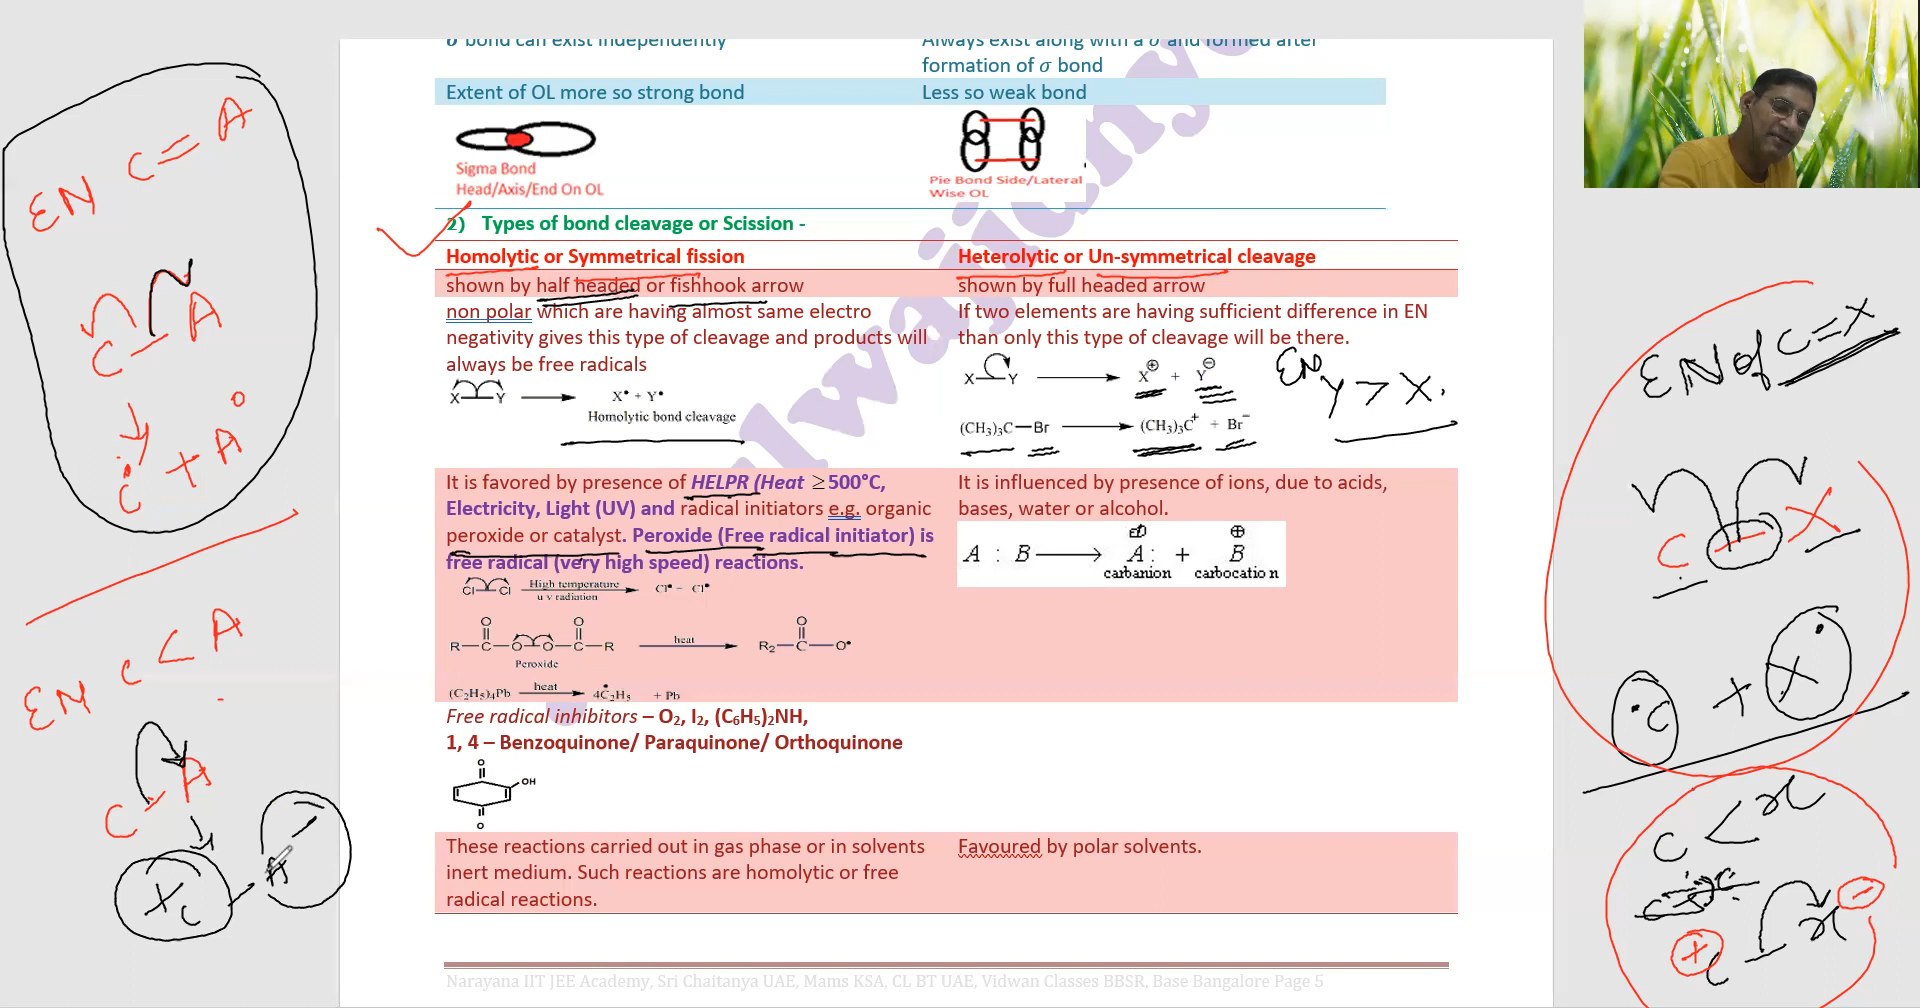 σ bond can exist independently
Always exist along with a σ and formed after
formation of σ bond
Extent of OL more so strong bond
Less so weak bond
Sigma Bond
Head/Axis/End On OL
Pie Bond Side/Lateral
Wise OL
2) Types of bond cleavage or Scission -
Homolytic or Symmetrical fission
Heterolytic or Un-symmetrical cleavage
shown by half headed or fishhook arrow
shown by full headed arrow
non polar which are having almost same electro
negativity gives this type of cleavage and products will
always be free radicals
If two elements are having sufficient difference in EN
than only this type of cleavage will be there.
X Y X• + Y•
Homolytic bond cleavage
X Y X⊕ + Y⊖
(CH₃)₃C—Br (CH₃)₃C⁺ + Br⁻
EN Y > X.
It is favored by presence of HELPR (Heat ≥500°C,
Electricity, Light (UV) and radical initiators e.g. organic
peroxide or catalyst. Peroxide (Free radical initiator) is
free radical (very high speed) reactions.
It is influenced by presence of ions, due to acids,
bases, water or alcohol.
A : B A : + B
carbanion carbocation
Cl Cl High temperature Cl• – Cl•
u v radiation
O O O
R—C—O—O—C—R heat R₂—C—O•
Peroxide
(C₂H₅)₄Pb heat 4Ċ₂H₅ + Pb
Free radical inhibitors – O₂, I₂, (C₆H₅)₂NH,
1, 4 – Benzoquinone/ Paraquinone/ Orthoquinone
O
OH
O
These reactions carried out in gas phase or in solvents
inert medium. Such reactions are homolytic or free
radical reactions.
Favoured by polar solvents.
Narayana IIT JEE Academy, Sri Chaitanya UAE, Mams KSA, CL BT UAE, Vidwan Classes BBSR, Base Bangalore Page 5
EN C = A
C – A
C• + A•
EN C < A
C – A
EN of C = X
C – X
•C + X•
C < x